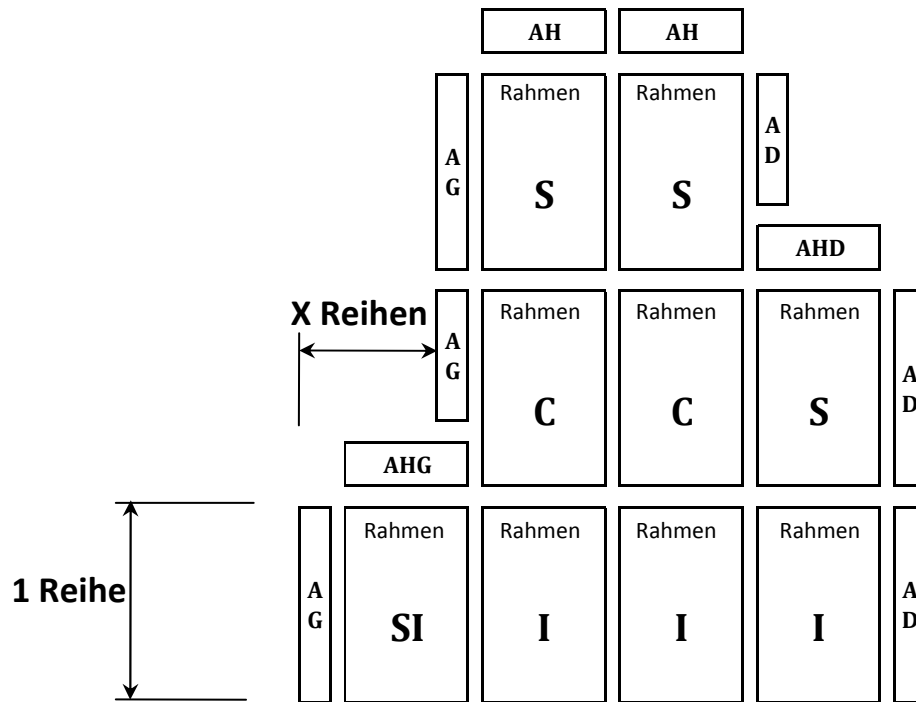 AH AH
Rahmen Rahmen
A
G
A
D
S S
AHD
X Reihen
Rahmen Rahmen Rahmen
A
G
A
D
C C S
AHG
Rahmen Rahmen Rahmen Rahmen
1 Reihe
A
G
A
D
SI I I I